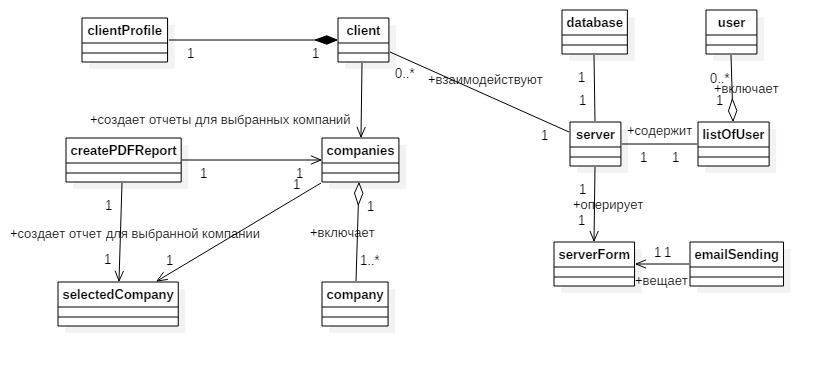 clientProfile
client
database
user
1
1
0..*
+взаимодействуют
1
0..*
+включает
1
1
+создает отчеты для выбранных компаний
1
server
+содержит
listOfUser
createPDFReport
companies
1
1
1
1
1
1
1
+оперирует
1
+создает отчет для выбранной компании
+включает
1
1
1..*
serverForm
1
1
emailSending
+вещает
selectedCompany
company